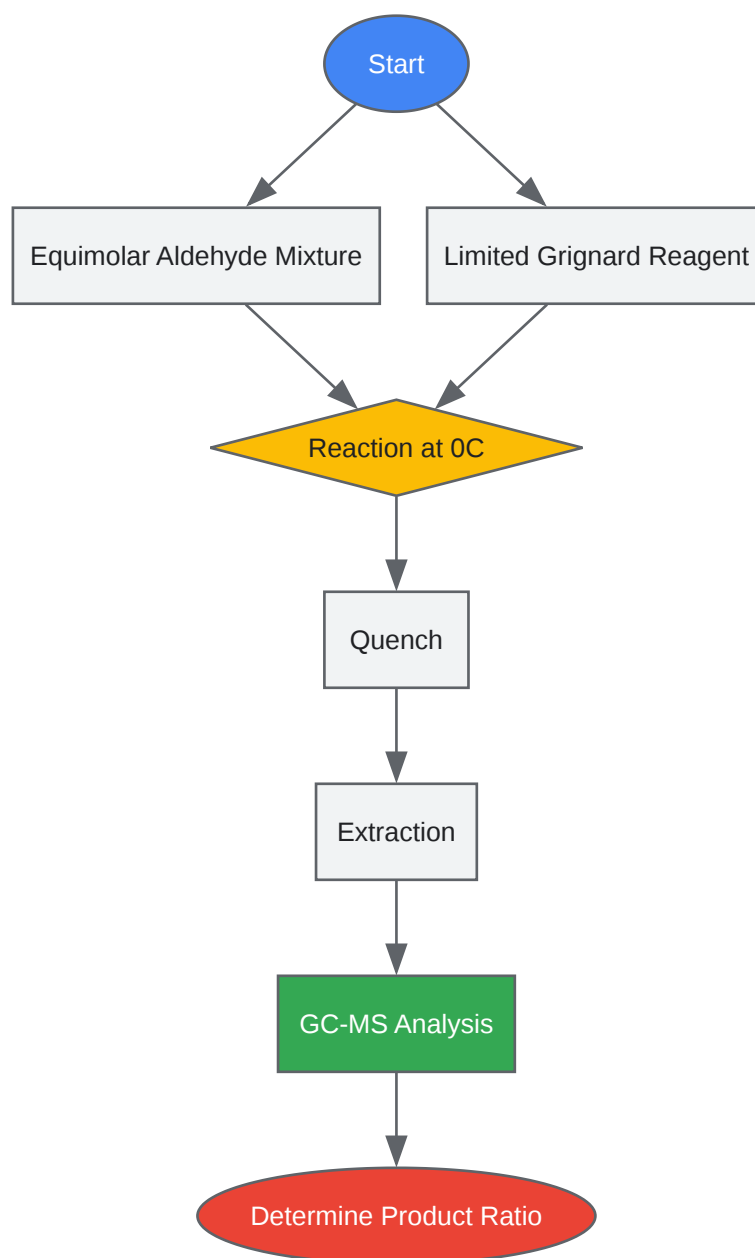 Start
Equimolar Aldehyde Mixture
Limited Grignard Reagent
Reaction at 0C
Quench
Extraction
GC-MS Analysis
Determine Product Ratio